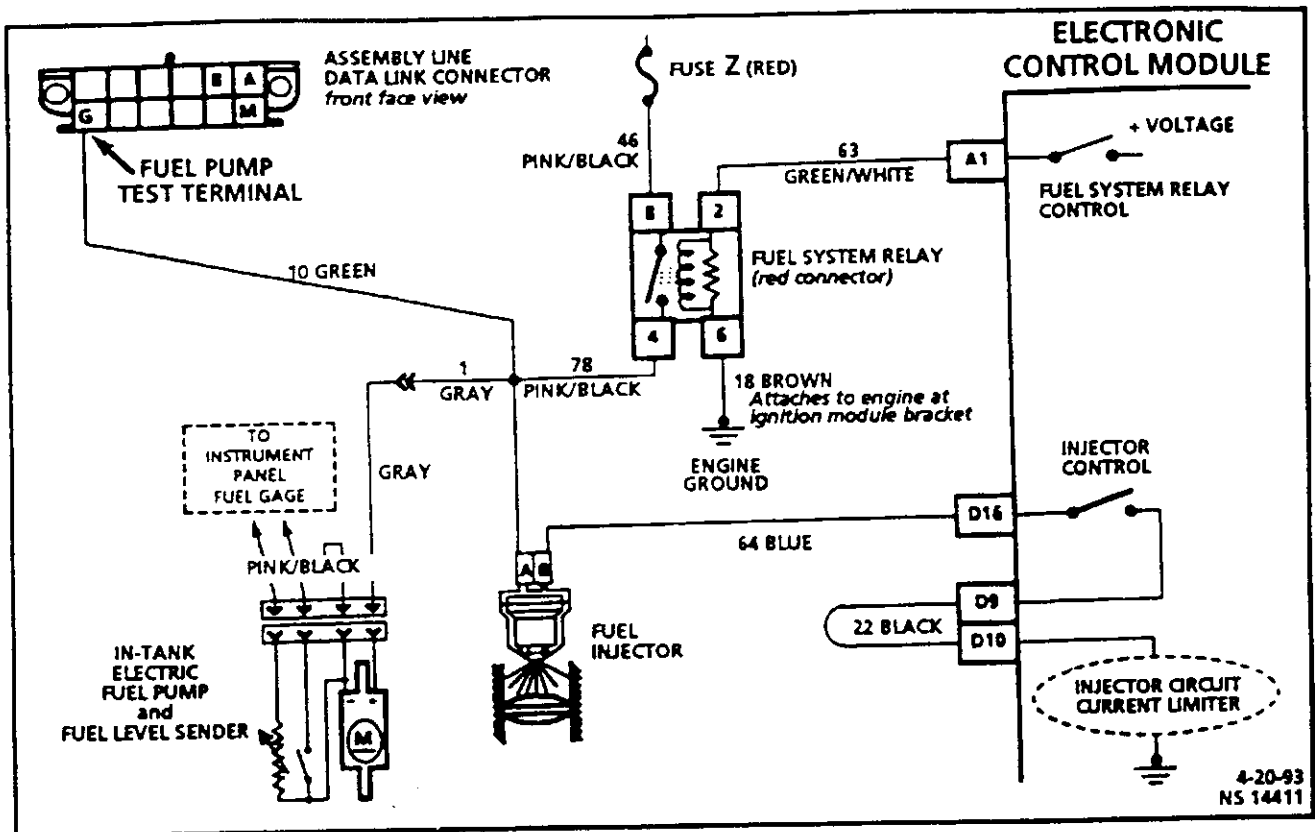 ELECTRONIC
CONTROL MODULE
ASSEMBLY LINE
DATA LINK CONNECTOR
front face view
B A
G M
FUEL PUMP
TEST TERMINAL
FUSE Z (RED)
46
PINK/BLACK
63
GREEN/WHITE
A1
+ VOLTAGE
FUEL SYSTEM RELAY
CONTROL
8 2
FUEL SYSTEM RELAY
(red connector)
4 6
10 GREEN
1
GRAY
78
PINK/BLACK
18 BROWN
Attaches to engine at
ignition module bracket
ENGINE
GROUND
TO
INSTRUMENT
PANEL
FUEL GAGE
GRAY
PINK/BLACK
INJECTOR
CONTROL
D16
64 BLUE
A B
D9
22 BLACK
D10
FUEL
INJECTOR
IN-TANK
ELECTRIC
FUEL PUMP
and
FUEL LEVEL SENDER
M
INJECTOR CIRCUIT
CURRENT LIMITER
4-20-93
NS 14411